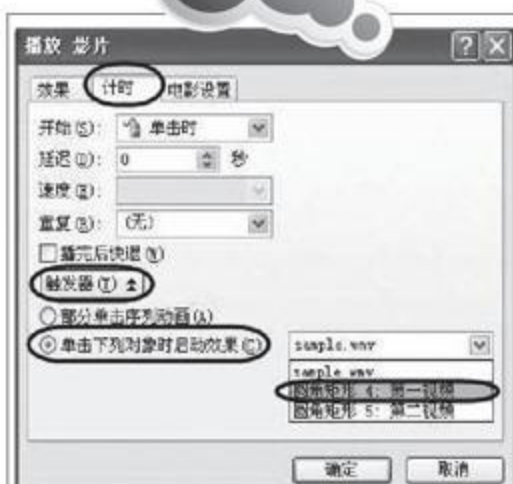 播放 影片
效果 计时 电影设置
开始(S): 单击时
延迟(D): 0 秒
速度(E):
重复(R): (无)
播完后快退(N)
触发器(T)
部分单击序列动画(A)
单击下列对象时启动效果(C) sample.wmv
sample.wmv
圆角矩形 4: 第一视频
圆角矩形 5: 第二视频
确定 取消